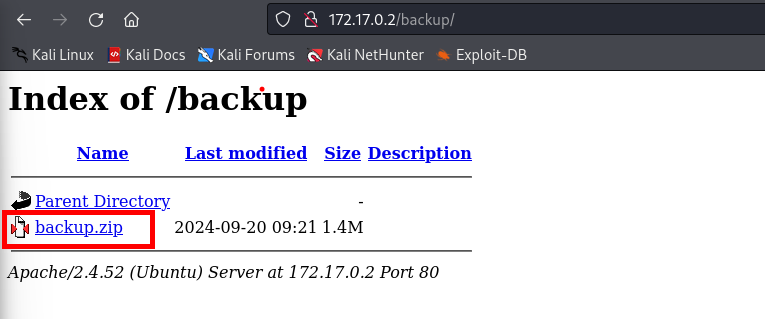 172.17.0.2/backup/
Kali Linux Kali Docs Kali Forums Kali NetHunter Exploit-DB
Index of /backup
Name Last modified Size Description
Parent Directory -
backup.zip 2024-09-20 09:21 1.4M
Apache/2.4.52 (Ubuntu) Server at 172.17.0.2 Port 80